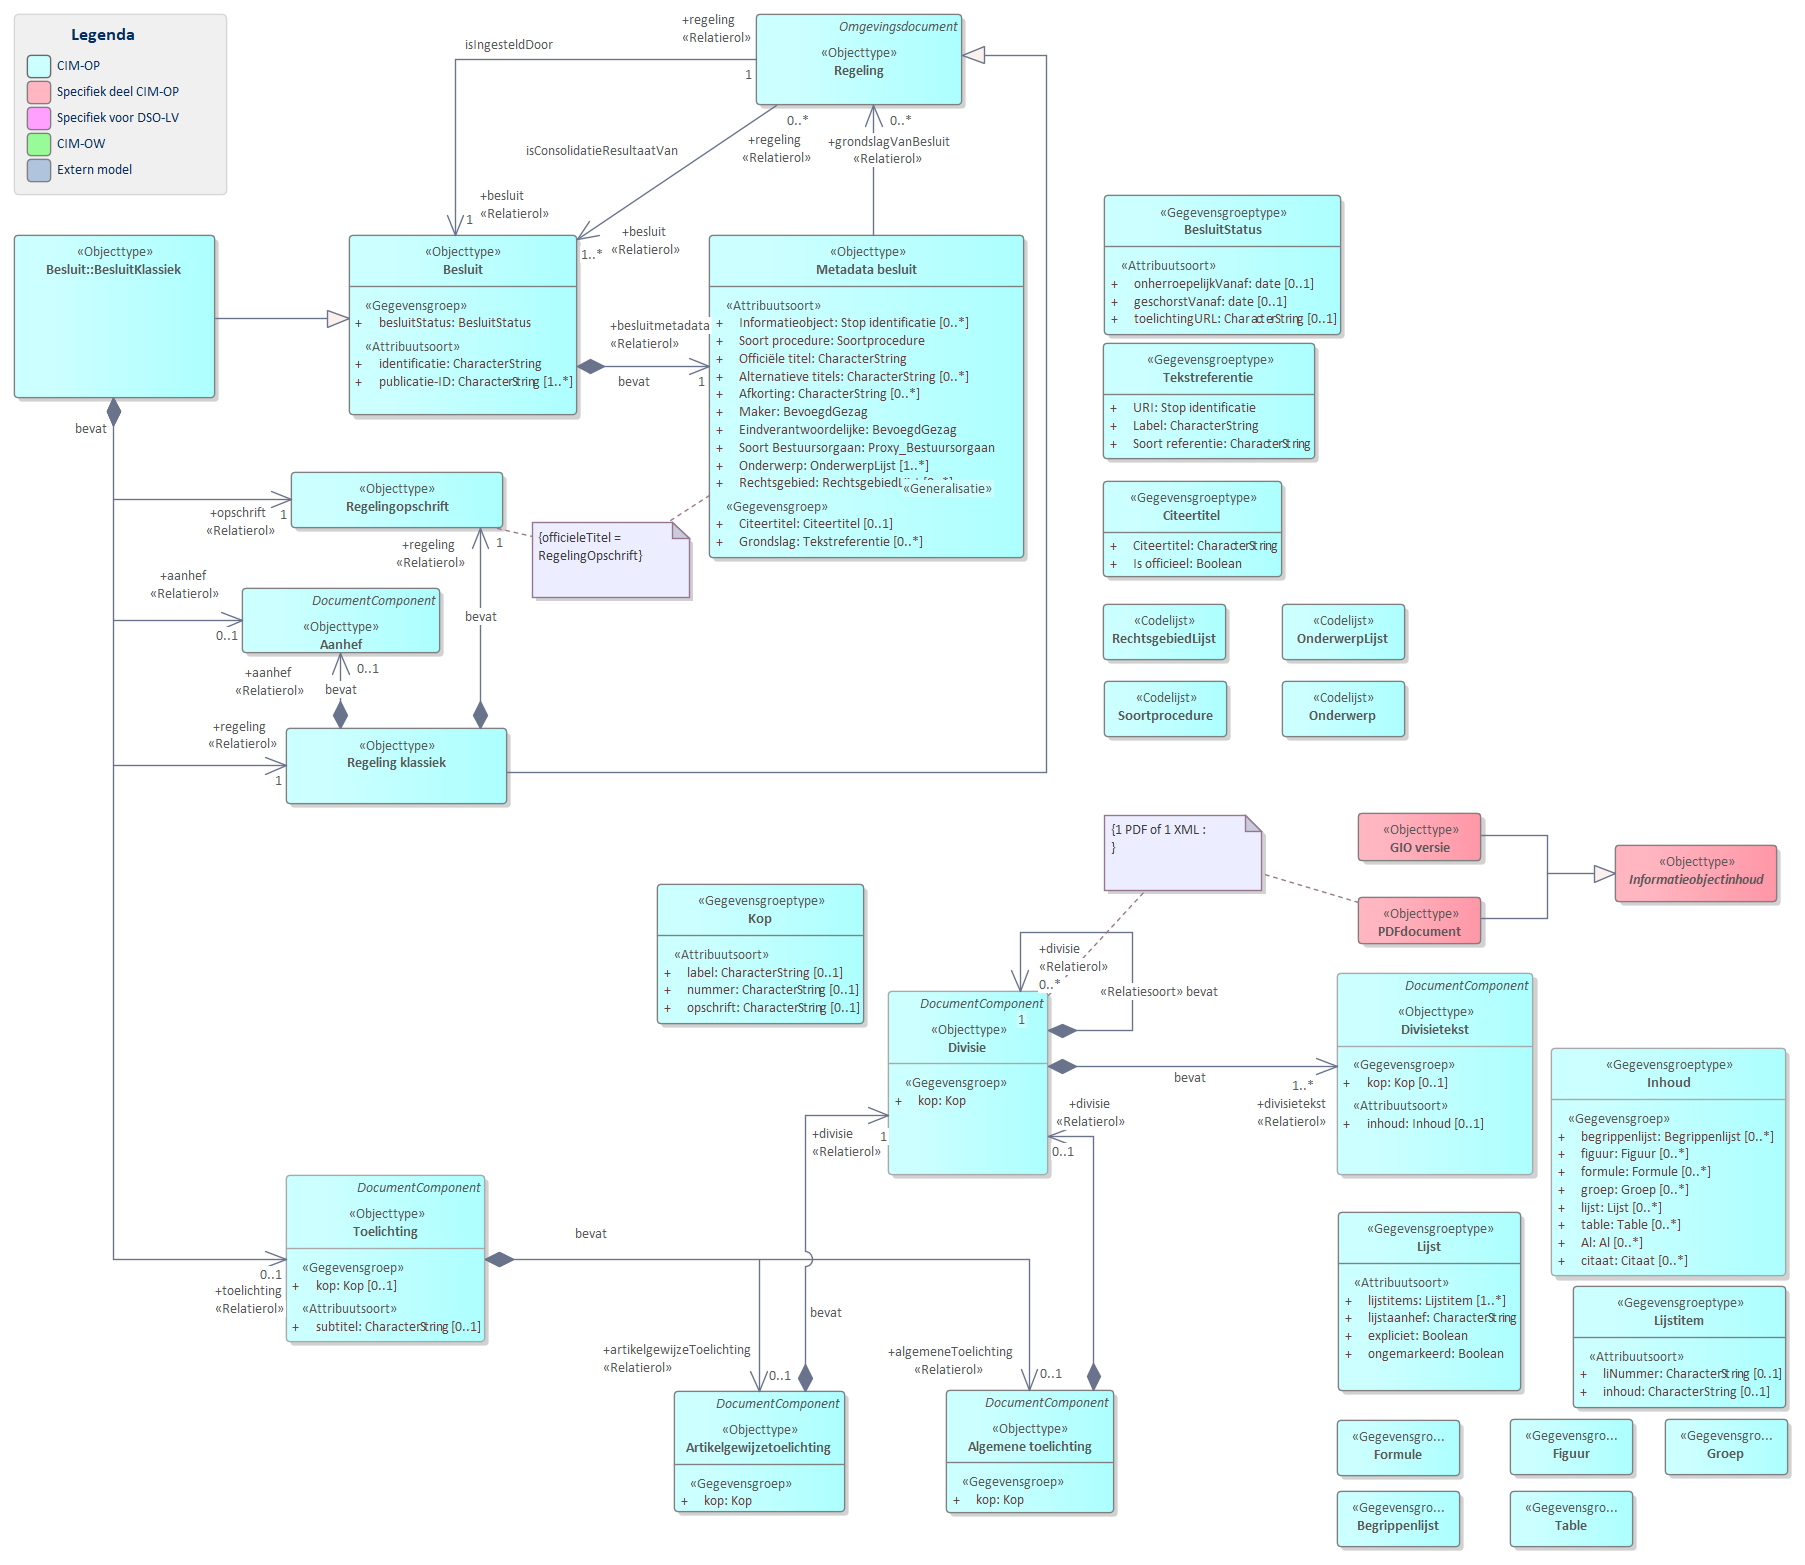 Legenda
CIM-OP
Specifiek deel CIM-OP
Specifiek voor DSO-LV
CIM-OW
Extern model
Omgevingsdocument
«Objecttype»
Regeling
+regeling
«Relatierol»
1
isIngesteldDoor
+besluit
«Relatierol»
1
isConsolidatieResultaatVan
0..*
+regeling
«Relatierol»
+besluit
«Relatierol»
1..*
0..*
+grondslagVanBesluit
«Relatierol»
«Objecttype»
Besluit::BesluitKlassiek
«Objecttype»
Besluit
«Gegevensgroep»
+ besluitStatus: BesluitStatus
«Attribuutsoort»
+ identificatie: CharacterString
+ publicatie-ID: CharacterString [1..*]
+besluitmetadata
«Relatierol»
bevat
1
«Objecttype»
Metadata besluit
«Attribuutsoort»
+ Informatieobject: Stop identificatie [0..*]
+ Soort procedure: Soortprocedure
+ Officiële titel: CharacterString
+ Alternatieve titels: CharacterString [0..*]
+ Afkorting: CharacterString [0..*]
+ Maker: BevoegdGezag
+ Eindverantwoordelijke: BevoegdGezag
+ Soort Bestuursorgaan: Proxy_Bestuursorgaan
+ Onderwerp: OnderwerpLijst [1..*]
+ Rechtsgebied: RechtsgebiedLijst [0..*]
«Generalisatie»
«Gegevensgroep»
+ Citeertitel: Citeertitel [0..1]
+ Grondslag: Tekstreferentie [0..*]
«Gegevensgroeptype»
BesluitStatus
«Attribuutsoort»
+ onherroepelijkVanaf: date [0..1]
+ geschorstVanaf: date [0..1]
+ toelichtingURL: CharacterString [0..1]
«Gegevensgroeptype»
Tekstreferentie
+ URI: Stop identificatie
+ Label: CharacterString
+ Soort referentie: CharacterString
«Gegevensgroeptype»
Citeertitel
+ Citeertitel: CharacterString
+ Is officieel: Boolean
«Codelijst»
RechtsgebiedLijst
«Codelijst»
OnderwerpLijst
«Codelijst»
Soortprocedure
«Codelijst»
Onderwerp
bevat
+opschrift
«Relatierol»
1
«Objecttype»
Regelingopschrift
{officieleTitel =
RegelingOpschrift}
+regeling
«Relatierol»
1
bevat
+aanhef
«Relatierol»
0..1
DocumentComponent
«Objecttype»
Aanhef
+aanhef
«Relatierol»
0..1
bevat
+regeling
«Relatierol»
1
«Objecttype»
Regeling klassiek
{1 PDF of 1 XML :
}
«Objecttype»
GIO versie
«Objecttype»
PDFdocument
«Objecttype»
Informatieobjectinhoud
«Gegevensgroeptype»
Kop
«Attribuutsoort»
+ label: CharacterString [0..1]
+ nummer: CharacterString [0..1]
+ opschrift: CharacterString [0..1]
+divisie
«Relatierol»
0..*
«Relatiesoort» bevat
1
DocumentComponent
«Objecttype»
Divisie
«Gegevensgroep»
+ kop: Kop
bevat
1..*
+divisietekst
«Relatierol»
DocumentComponent
«Objecttype»
Divisietekst
«Gegevensgroep»
+ kop: Kop [0..1]
«Attribuutsoort»
+ inhoud: Inhoud [0..1]
+divisie
«Relatierol»
1
+divisie
«Relatierol»
0..1
«Gegevensgroeptype»
Inhoud
«Gegevensgroep»
+ begrippenlijst: Begrippenlijst [0..*]
+ figuur: Figuur [0..*]
+ formule: Formule [0..*]
+ groep: Groep [0..*]
+ lijst: Lijst [0..*]
+ table: Table [0..*]
+ Al: Al [0..*]
+ citaat: Citaat [0..*]
0..1
+toelichting
«Relatierol»
DocumentComponent
«Objecttype»
Toelichting
«Gegevensgroep»
+ kop: Kop [0..1]
«Attribuutsoort»
+ subtitel: CharacterString [0..1]
bevat
bevat
+artikelgewijzeToelichting
«Relatierol»
0..1
+algemeneToelichting
«Relatierol»
0..1
DocumentComponent
«Objecttype»
Artikelgewijzetoelichting
«Gegevensgroep»
+ kop: Kop
DocumentComponent
«Objecttype»
Algemene toelichting
«Gegevensgroep»
+ kop: Kop
«Gegevensgroeptype»
Lijst
«Attribuutsoort»
+ lijstitems: Lijstitem [1..*]
+ lijstaanhef: CharacterString
+ expliciet: Boolean
+ ongemarkeerd: Boolean
«Gegevensgroeptype»
Lijstitem
«Attribuutsoort»
+ liNummer: CharacterString [0..1]
+ inhoud: CharacterString [0..1]
«Gegevensgro...
Formule
«Gegevensgro...
Figuur
«Gegevensgro...
Groep
«Gegevensgro...
Begrippenlijst
«Gegevensgro...
Table